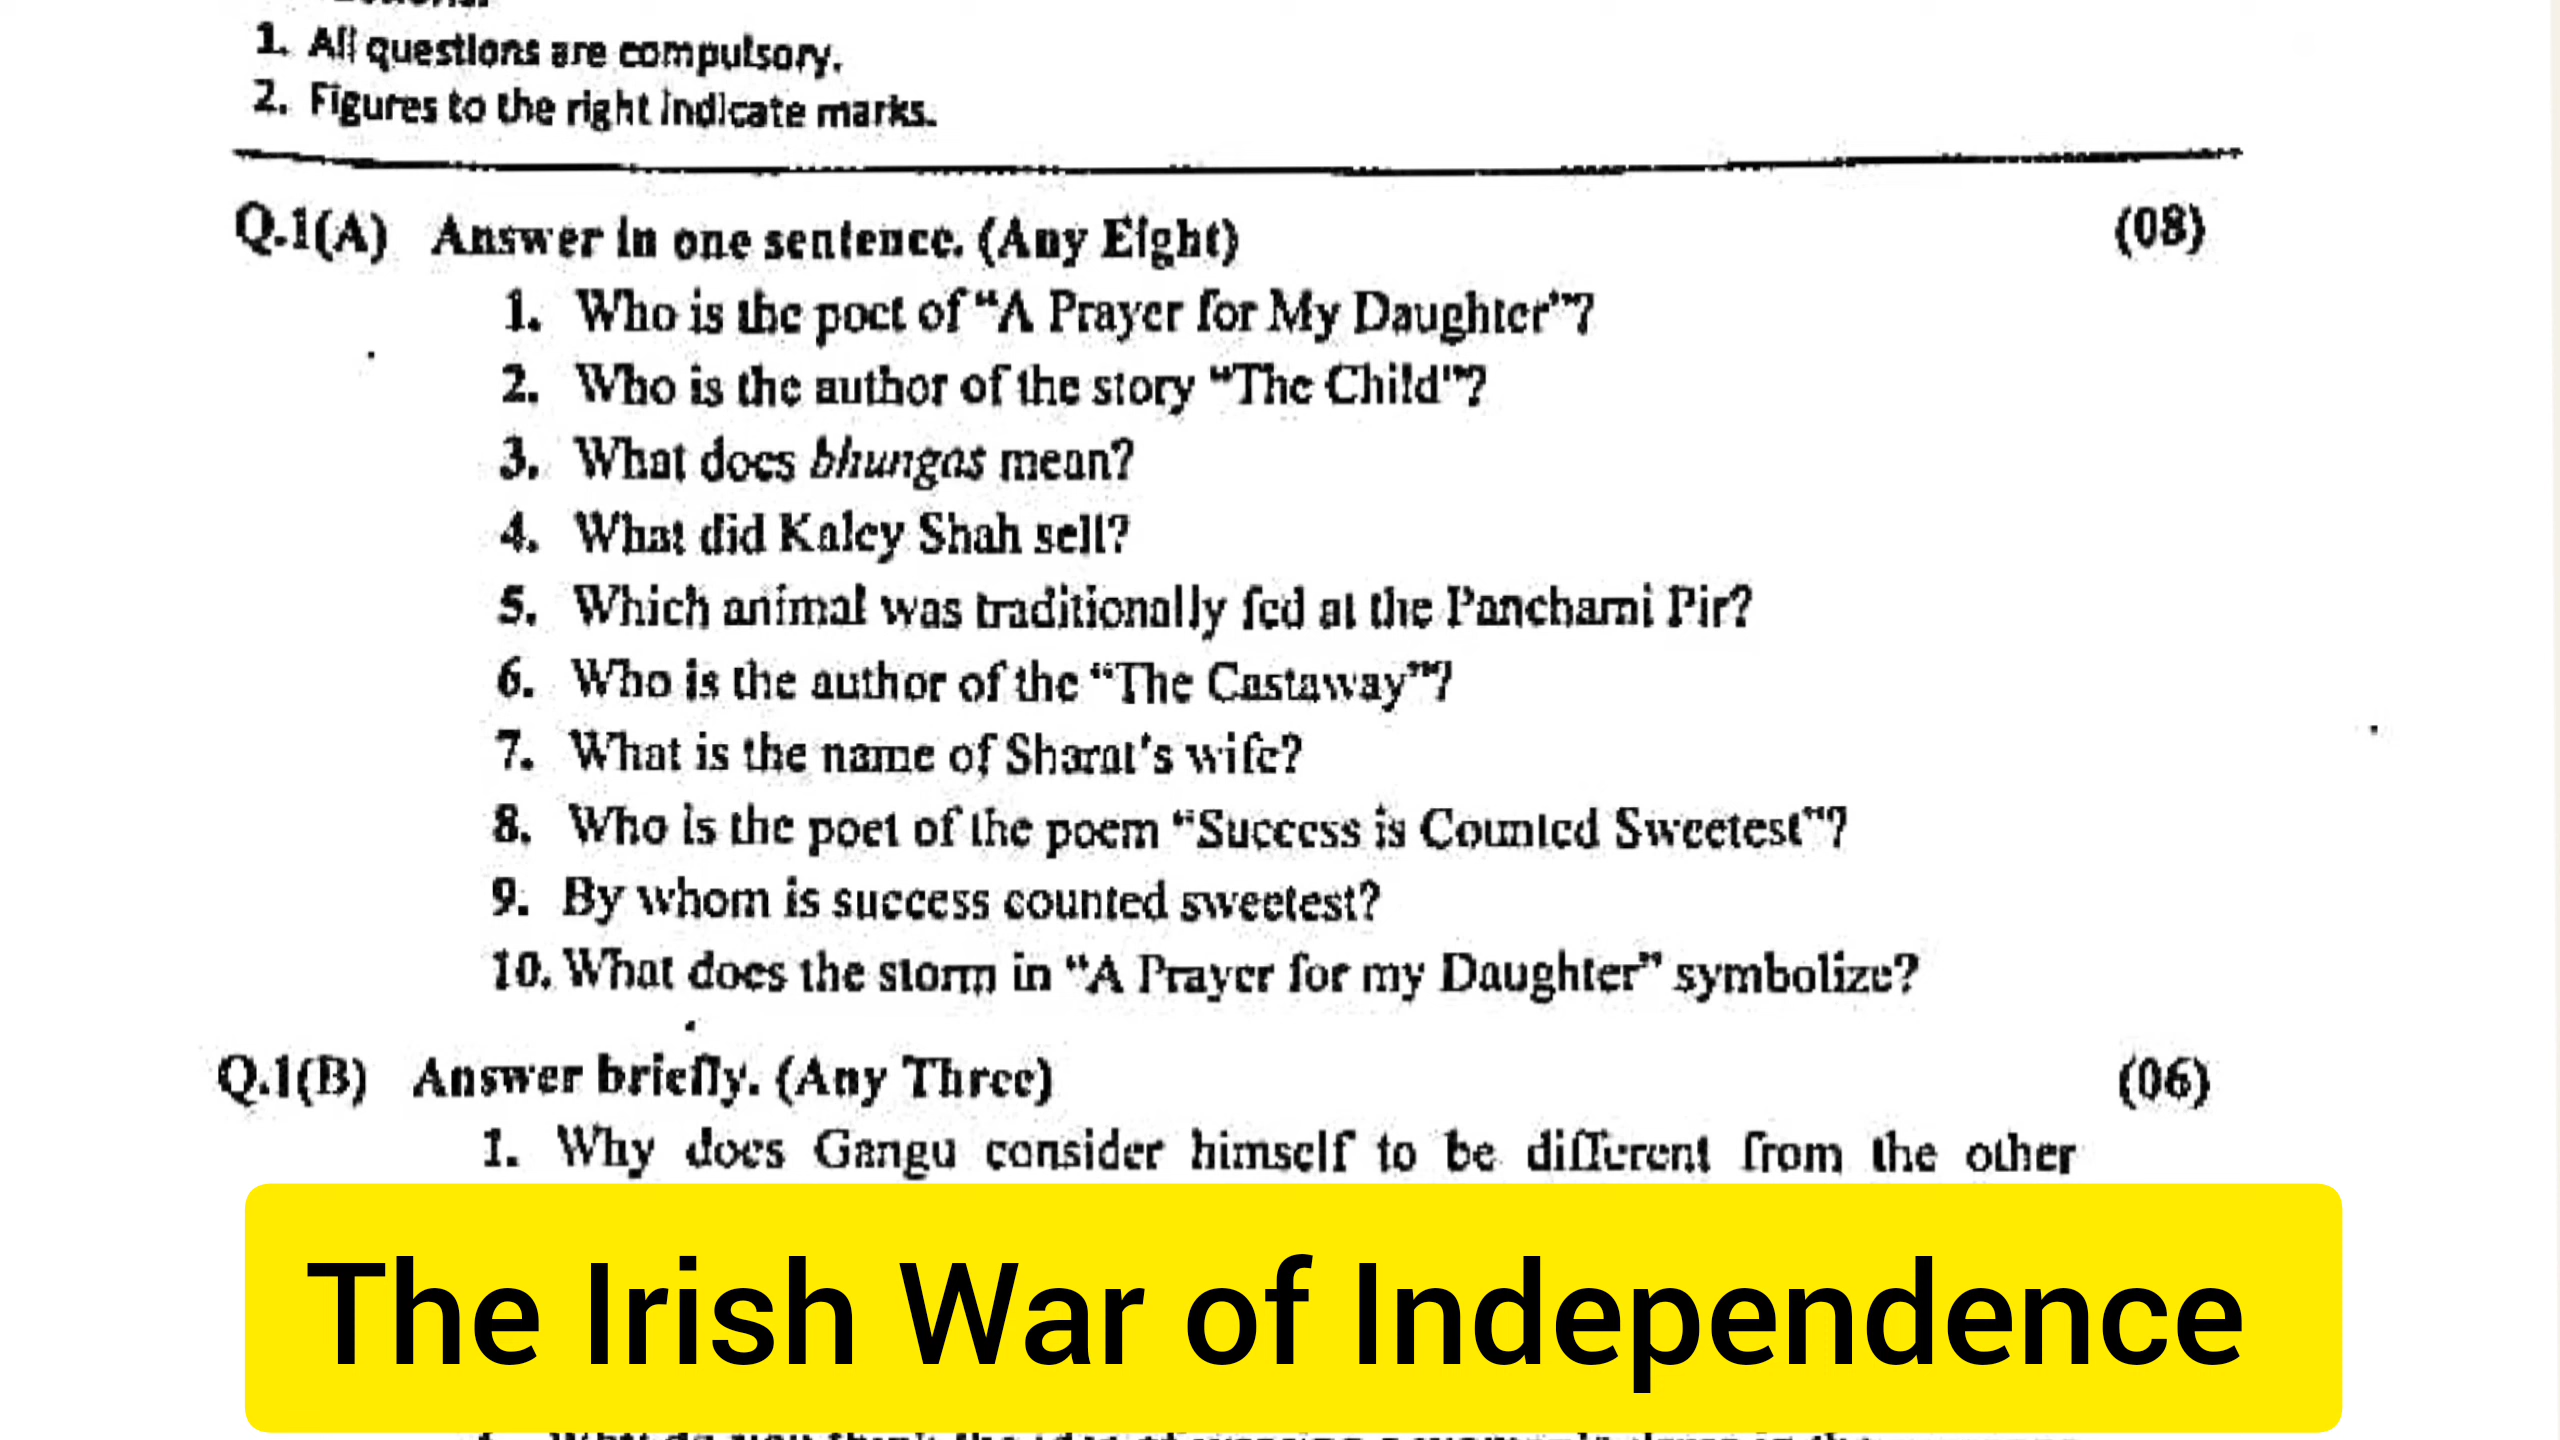 1. All questions are compulsory.
2. Figures to the right indicate marks.
Q.1(A) Answer in one sentence. (Any Eight) (08)
1. Who is the poet of “A Prayer for My Daughter”?
2. Who is the author of the story “The Child”?
3. What does bhungas mean?
4. What did Kaley Shah sell?
5. Which animal was traditionally fed at the Panchami Pir?
6. Who is the author of the “The Castaway”?
7. What is the name of Sharat's wife?
8. Who is the poet of the poem “Success is Counted Sweetest”?
9. By whom is success counted sweetest?
10. What does the storm in “A Prayer for my Daughter” symbolize?
Q.1(B) Answer briefly. (Any Three) (06)
1. Why does Gangu consider himself to be different from the other
The Irish War of Independence